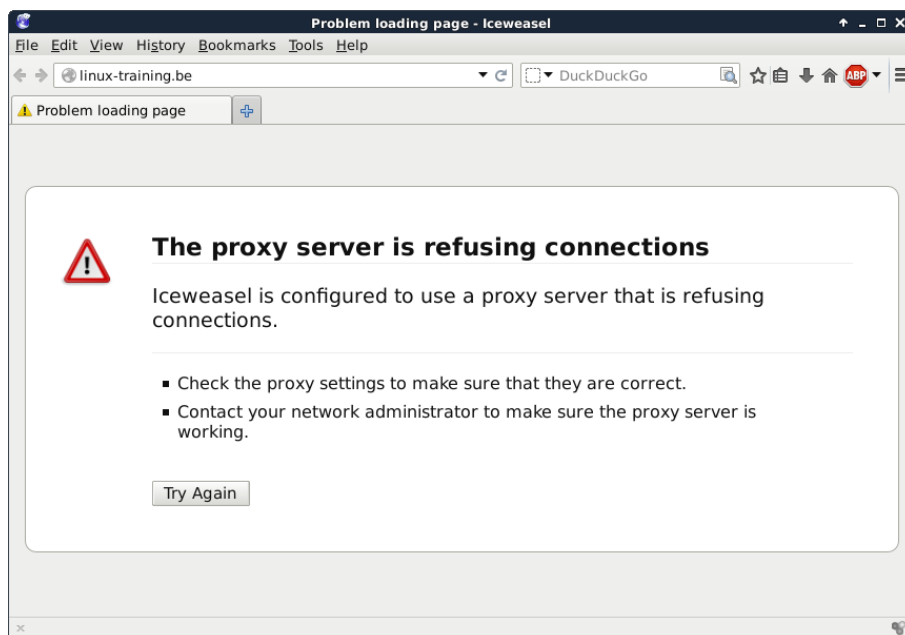 Problem loading page - Iceweasel
File Edit View History Bookmarks Tools Help
linux-training.be
DuckDuckGo
ABP
Problem loading page
The proxy server is refusing connections
Iceweasel is configured to use a proxy server that is refusing
connections.
Check the proxy settings to make sure that they are correct.
Contact your network administrator to make sure the proxy server is
working.
Try Again